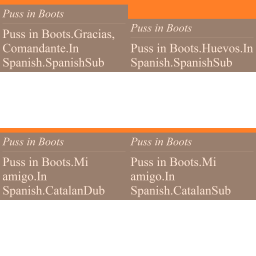 Puss in Boots
Puss in Boots.Gracias,
Comandante.In
Spanish.SpanishSub
Puss in Boots
Puss in Boots.Huevos.In
Spanish.SpanishSub
Puss in Boots
Puss in Boots.Mi
amigo.In
Spanish.CatalanDub
Puss in Boots
Puss in Boots.Mi
amigo.In
Spanish.CatalanSub